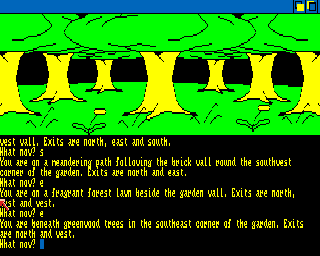 west wall. Exits are north, east and south.
What now? s
You are on a meandering path following the brick wall round the southwest
corner of the garden. Exits are north and east.
What now? e
You are on a fragrant forest lawn beside the garden wall. Exits are north,
east and west.
What now? e
You are beneath greenwood trees in the southeast corner of the garden. Exits
are north and west.
What now?